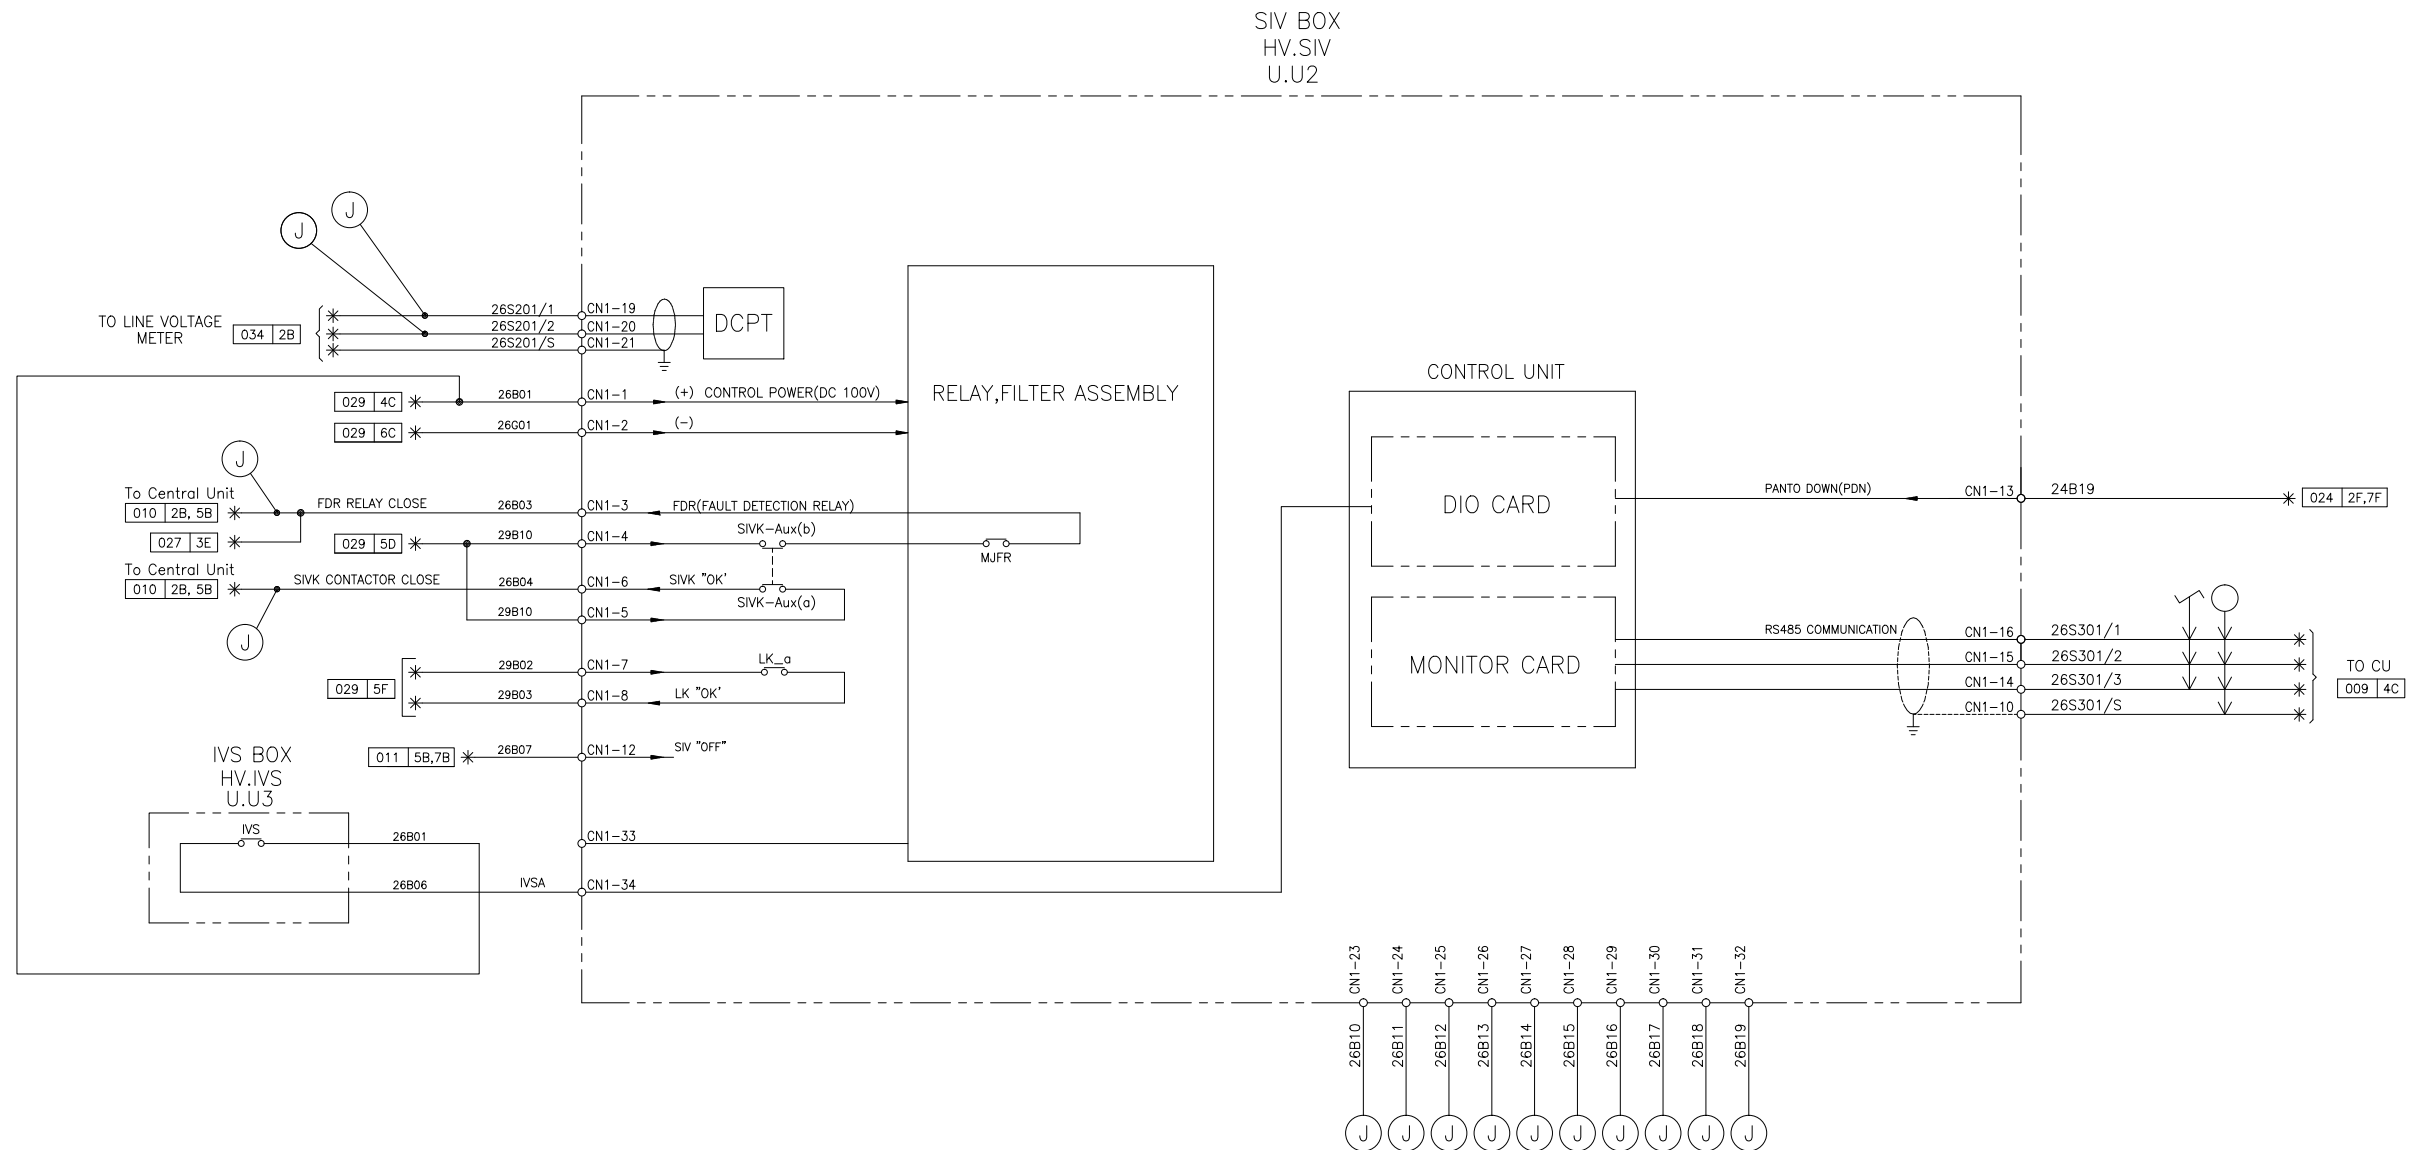 SIV BOX
HV.SIV
U.U2
J
J
TO LINE VOLTAGE
METER
034 2B
26S201/1 CN1-19
26S201/2 CN1-20
26S201/S CN1-21
DCPT
029 4C 26B01 CN1-1 (+) CONTROL POWER(DC 100V)
029 6C 26G01 CN1-2 (-)
RELAY,FILTER ASSEMBLY
J
To Central Unit
010 2B, 5B FDR RELAY CLOSE 26B03 CN1-3 FDR(FAULT DETECTION RELAY)
027 3E
029 5D 29B10 CN1-4 SIVK-Aux(b)
MJFR
To Central Unit
010 2B, 5B SIVK CONTACTOR CLOSE 26B04 CN1-6 SIVK "OK'
SIVK-Aux(a)
29B10 CN1-5
J
029 5F
29B02 CN1-7 LK_a
29B03 CN1-8 LK "OK'
011 5B,7B 26B07 CN1-12 SIV "OFF"
IVS BOX
HV.IVS
U.U3
IVS 26B01
CN1-33
26B06 IVSA CN1-34
CONTROL UNIT
DIO CARD
PANTO DOWN(PDN) CN1-13 24B19 024 2F,7F
MONITOR CARD
RS485 COMMUNICATION CN1-16 26S301/1
CN1-15 26S301/2
CN1-14 26S301/3
CN1-10 26S301/S
TO CU
009 4C
CN1-23 CN1-24 CN1-25 CN1-26 CN1-27 CN1-28 CN1-29 CN1-30 CN1-31 CN1-32
26B10 26B11 26B12 26B13 26B14 26B15 26B16 26B17 26B18 26B19
J J J J J J J J J J